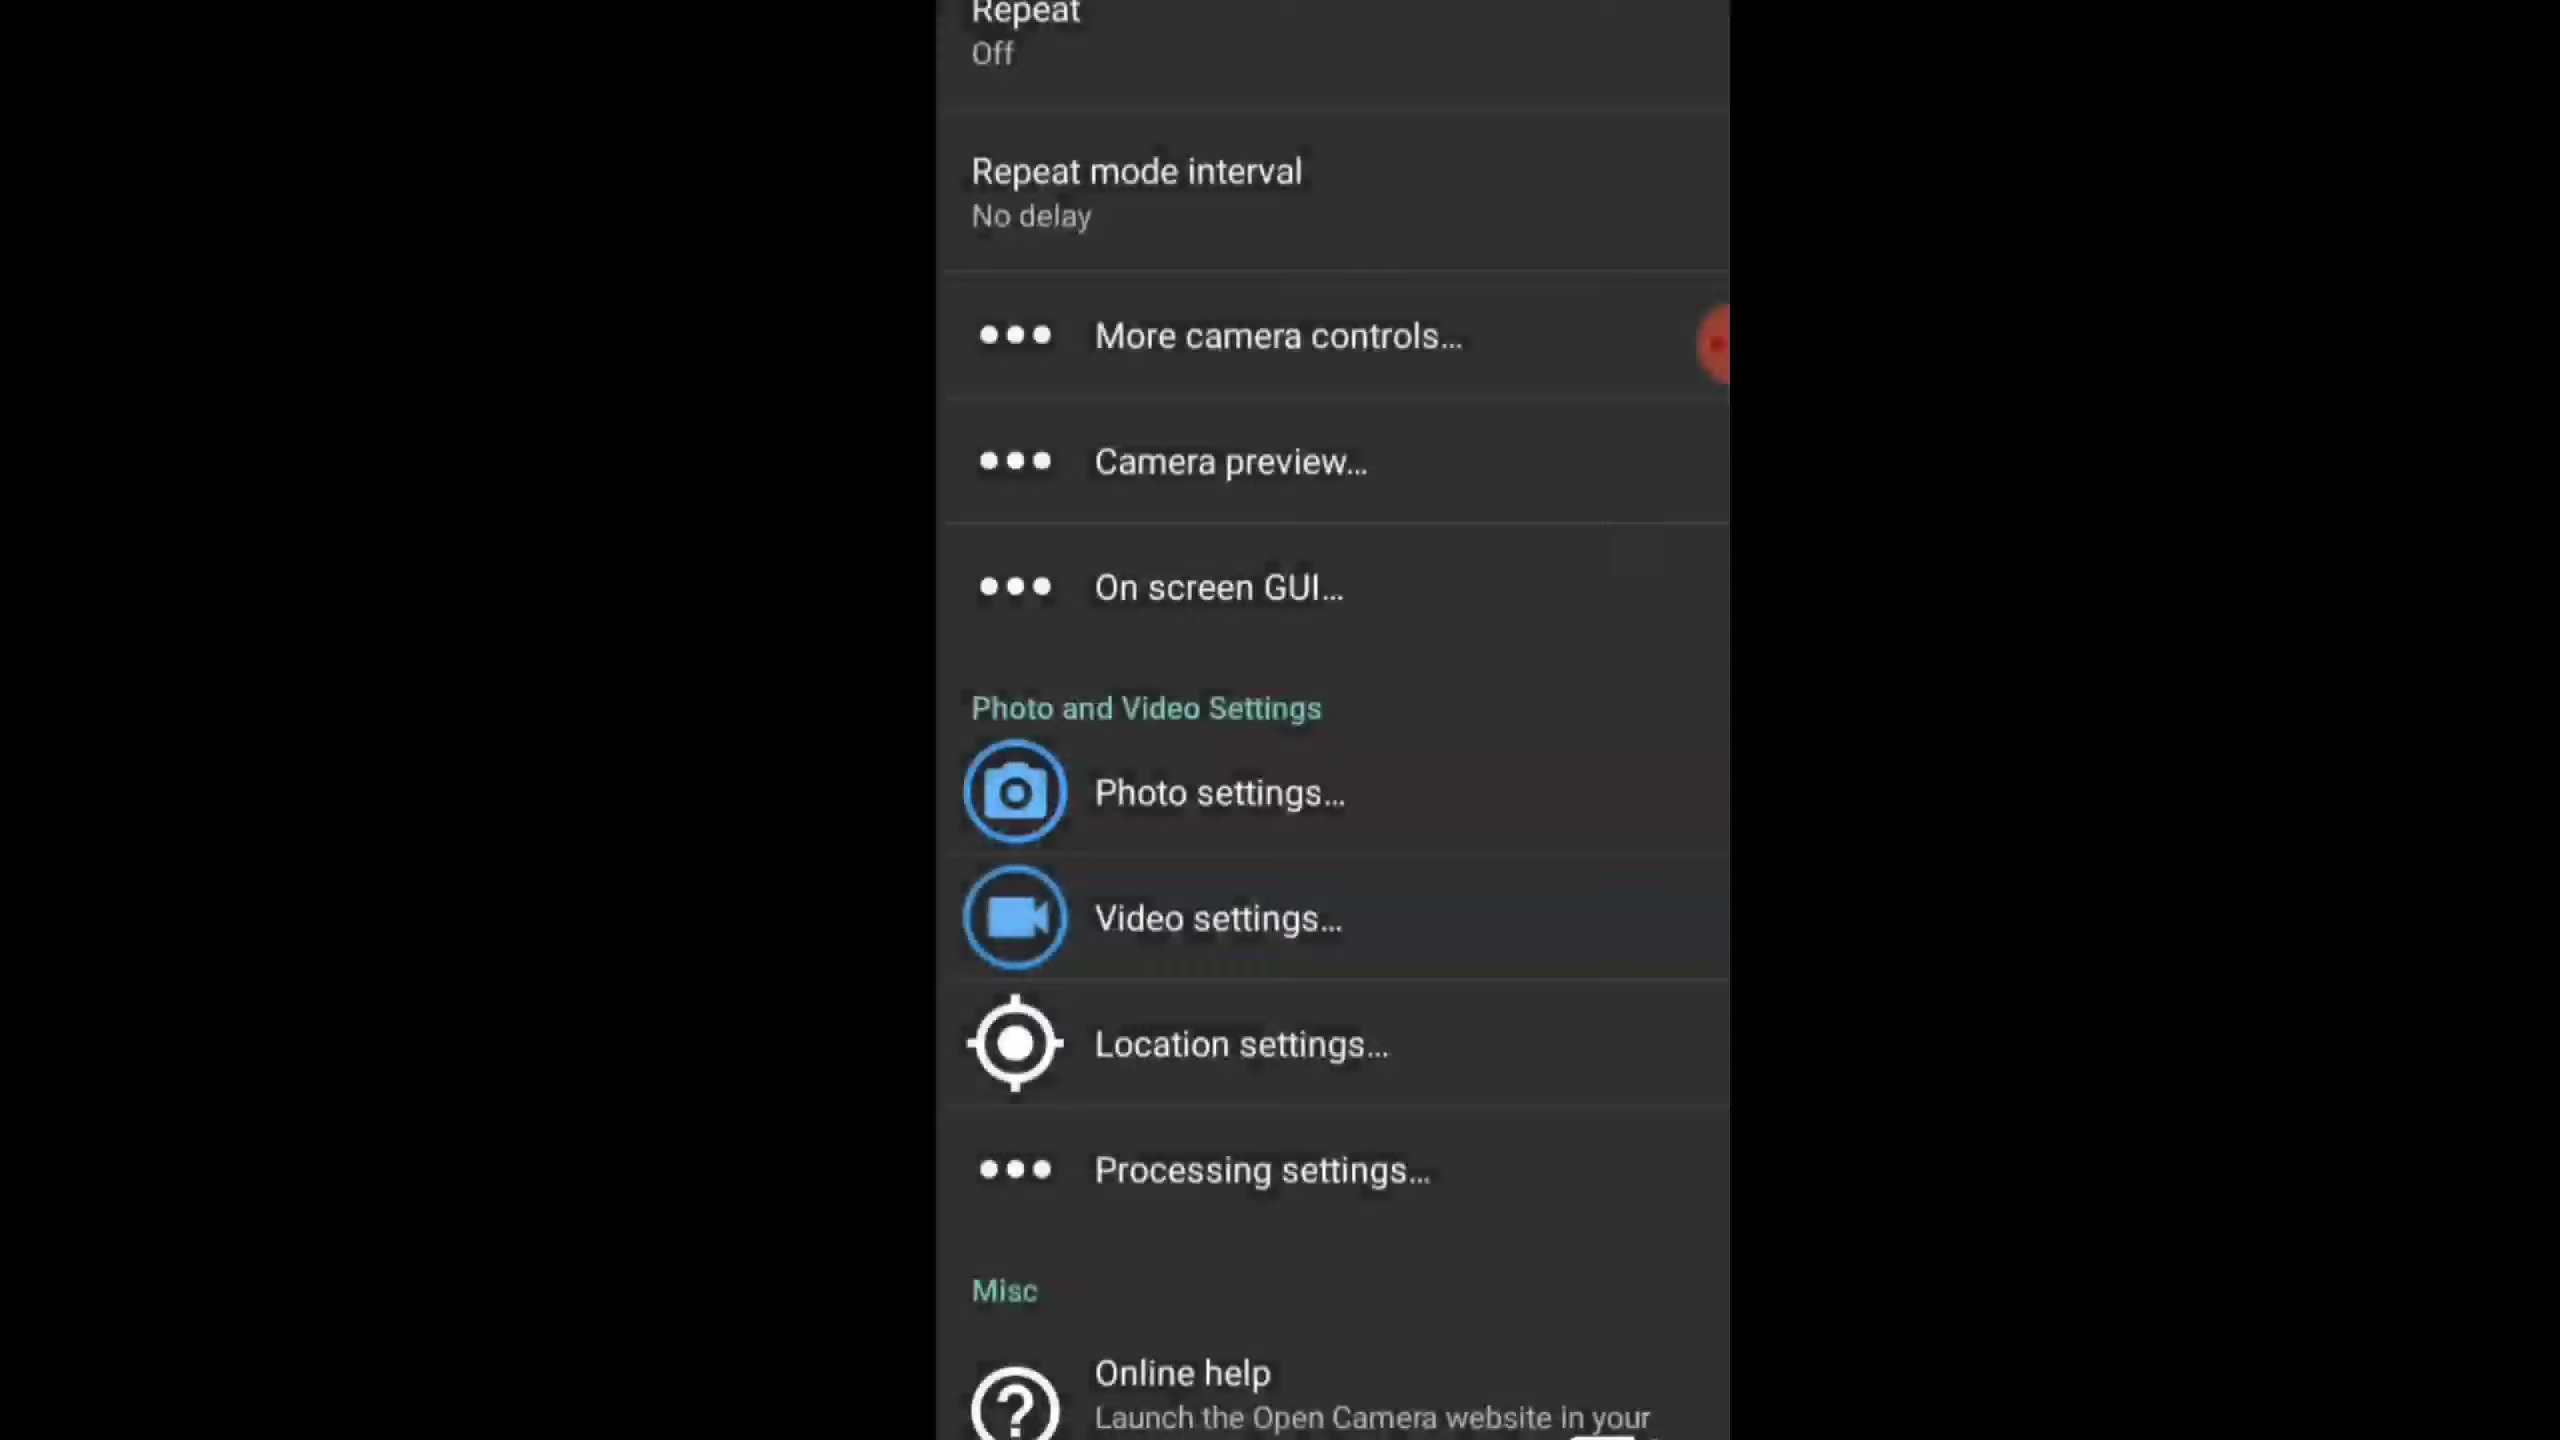 Repeat
Off
Repeat mode interval
No delay
More camera controls...
Camera preview...
On screen GUI...
Photo and Video Settings
Photo settings...
Video settings...
Location settings...
Processing settings...
Misc
Online help
Launch the Open Camera website in your